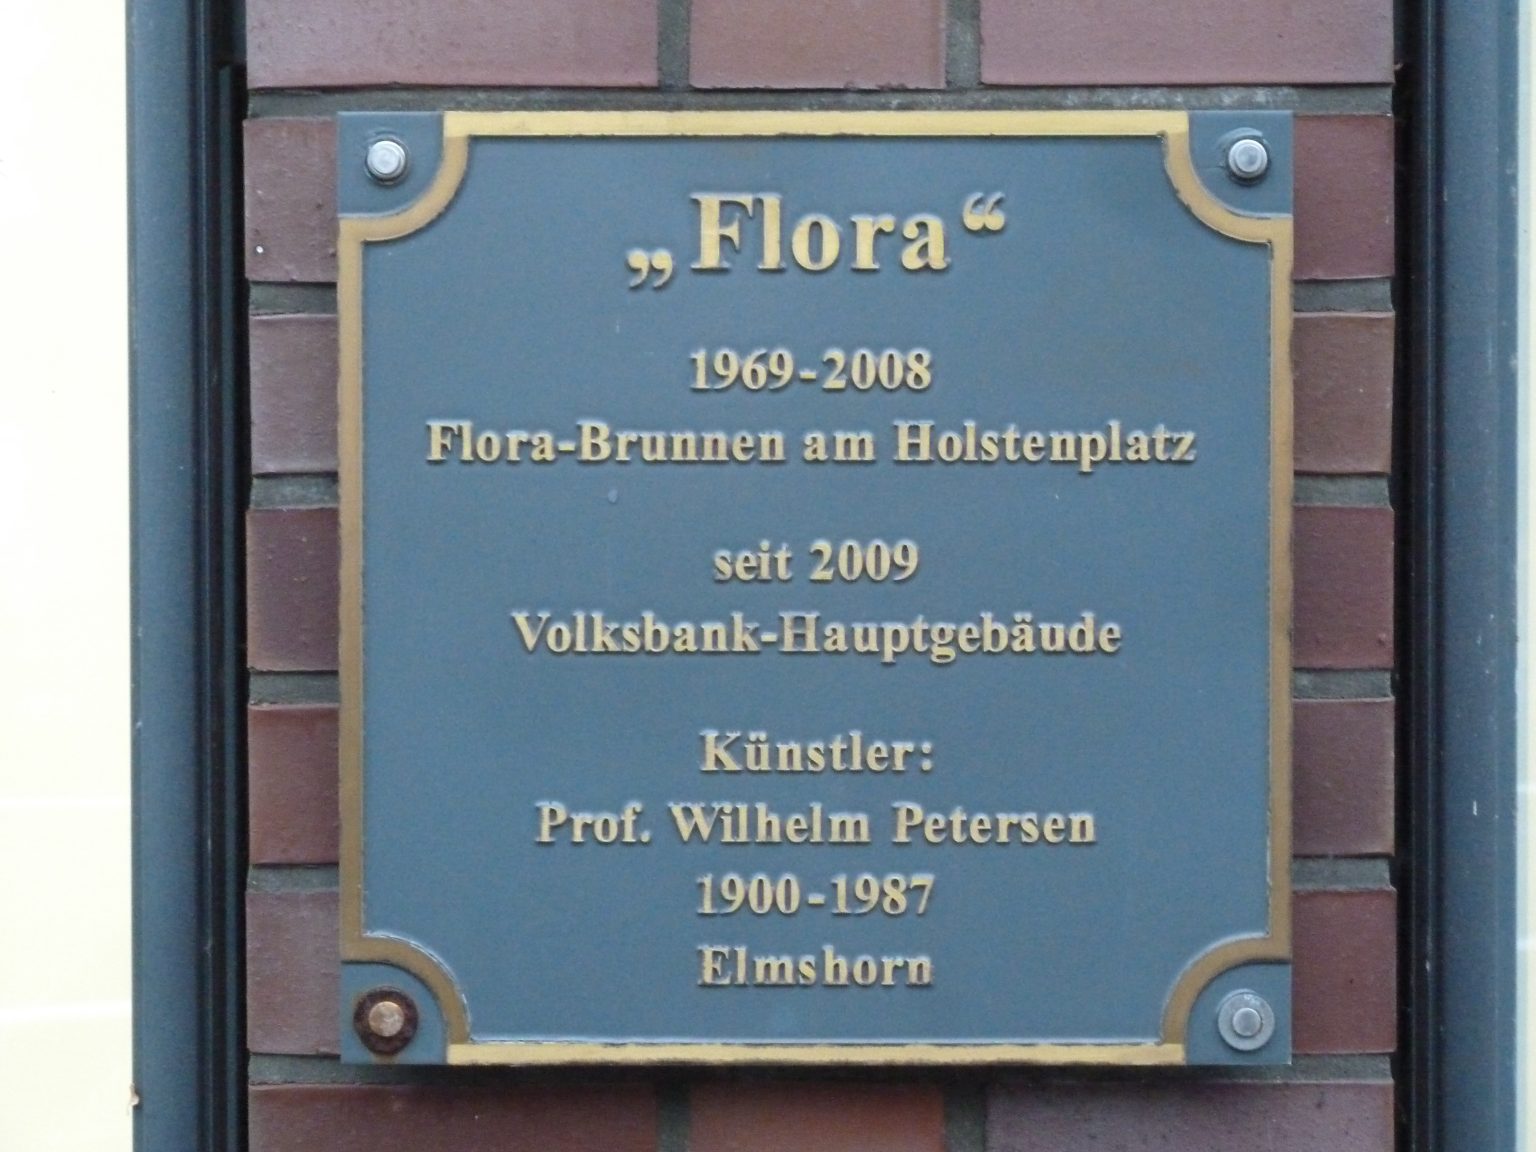 „Flora“
1969-2008
Flora-Brunnen am Holstenplatz
seit 2009
Volksbank-Hauptgebäude
Künstler:
Prof. Wilhelm Petersen
1900-1987
Elmshorn